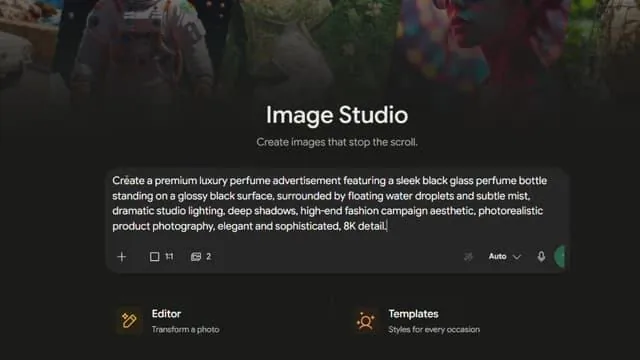 Image Studio
Create images that stop the scroll.
Create a premium luxury perfume advertisement featuring a sleek black glass perfume bottle
standing on a glossy black surface, surrounded by floating water droplets and subtle mist,
dramatic studio lighting, deep shadows, high-end fashion campaign aesthetic, photorealistic
product photography, elegant and sophisticated, 8K detail.
1:1 2 Auto
Editor Templates
Transform a photo Styles for every occasion